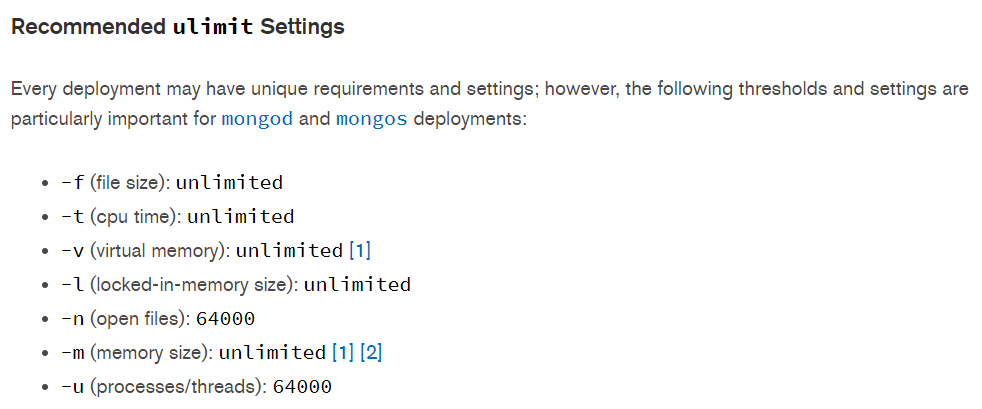 Recommended ulimit Settings
Every deployment may have unique requirements and settings; however, the following thresholds and settings are
particularly important for mongod and mongos deployments:
• -f (file size): unlimited
• -t (cpu time): unlimited
• -v (virtual memory): unlimited [1]
• -l (locked-in-memory size): unlimited
• -n (open files): 64000
• -m (memory size): unlimited [1] [2]
• -u (processes/threads): 64000